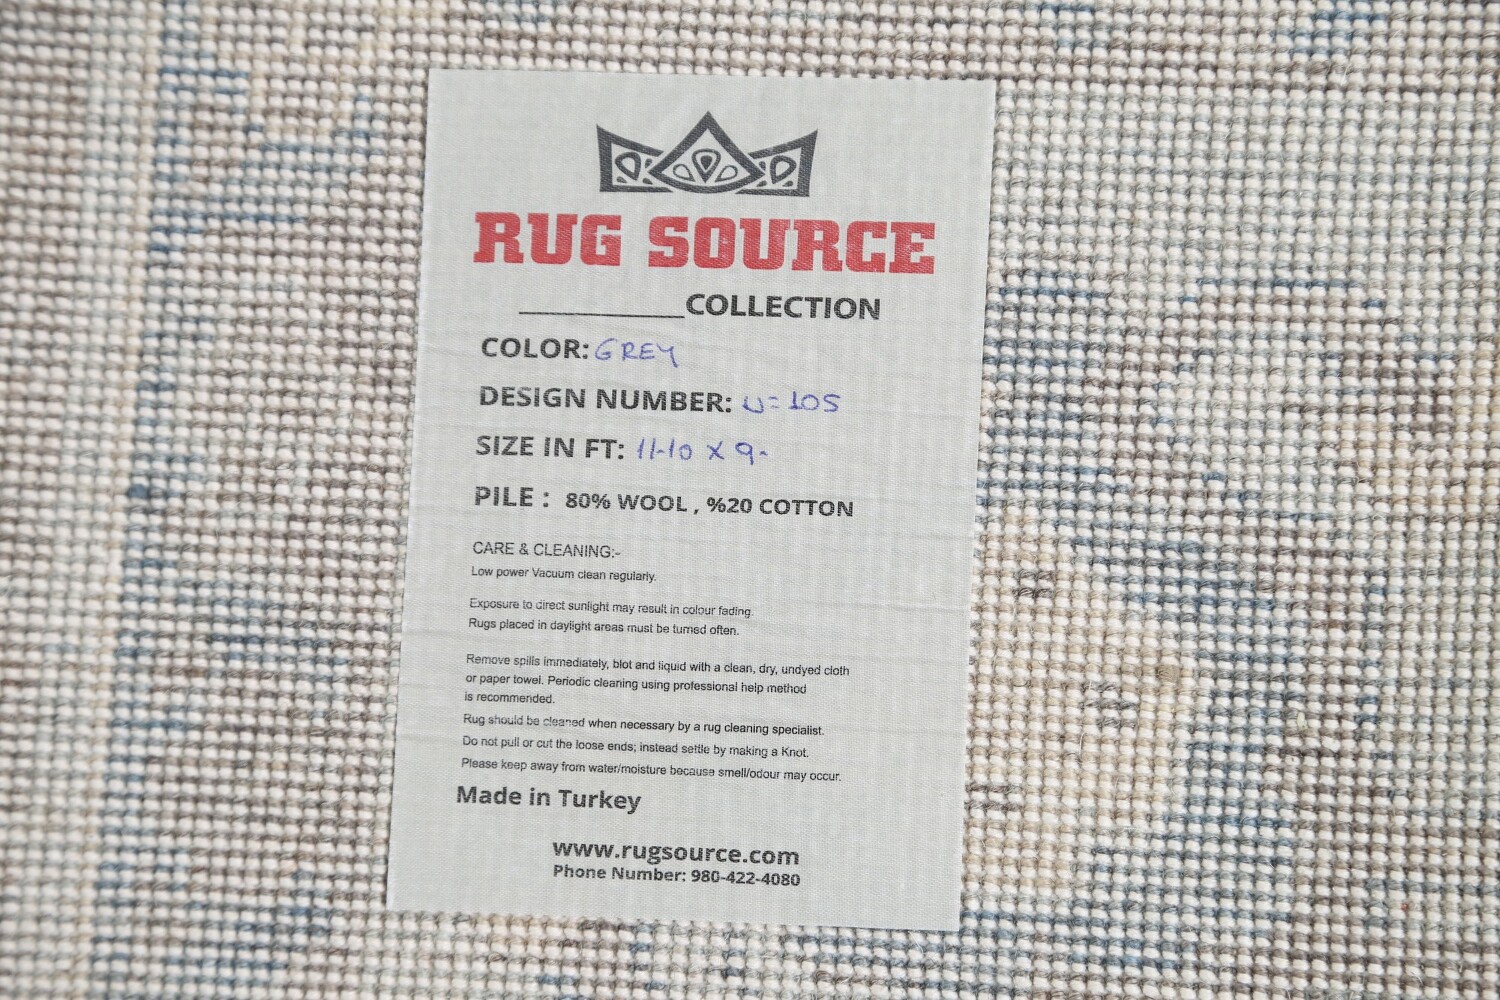 RUG SOURCE
____________COLLECTION
COLOR: GREY
DESIGN NUMBER: U=105
SIZE IN FT: 11-10 X 9-
PILE : 80% WOOL , %20 COTTON
CARE & CLEANING:-
Low power Vacuum clean regularly.
Exposure to direct sunlight may result in colour fading.
Rugs placed in daylight areas must be turned often.
Remove spills immediately, blot and liquid with a clean, dry, undyed cloth
or paper towel. Periodic cleaning using professional help method
is recommended.
Rug should be cleaned when necessary by a rug cleaning specialist.
Do not pull or cut the loose ends; instead settle by making a Knot.
Please keep away from water/moisture because smell/odour may occur.
Made in Turkey
www.rugsource.com
Phone Number: 980-422-4080